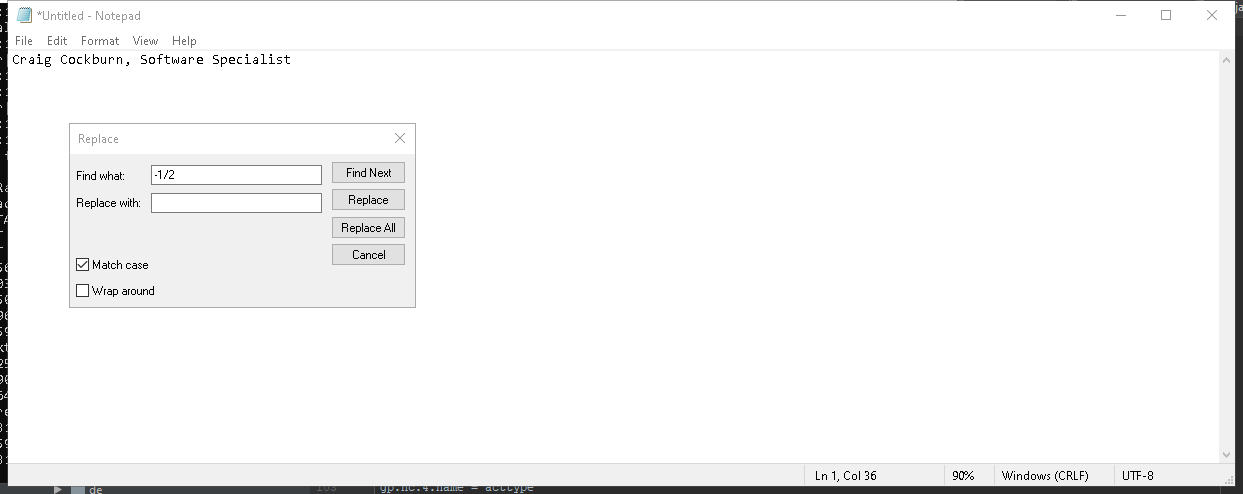 *Untitled - Notepad
File Edit Format View Help
Craig Cockburn, Software Specialist
Replace
Find what: -1/2 Find Next
Replace with: Replace
Replace All
Cancel
Match case
Wrap around
Ln 1, Col 36 90% Windows (CRLF) UTF-8
de gp.nc.4.name = acctype